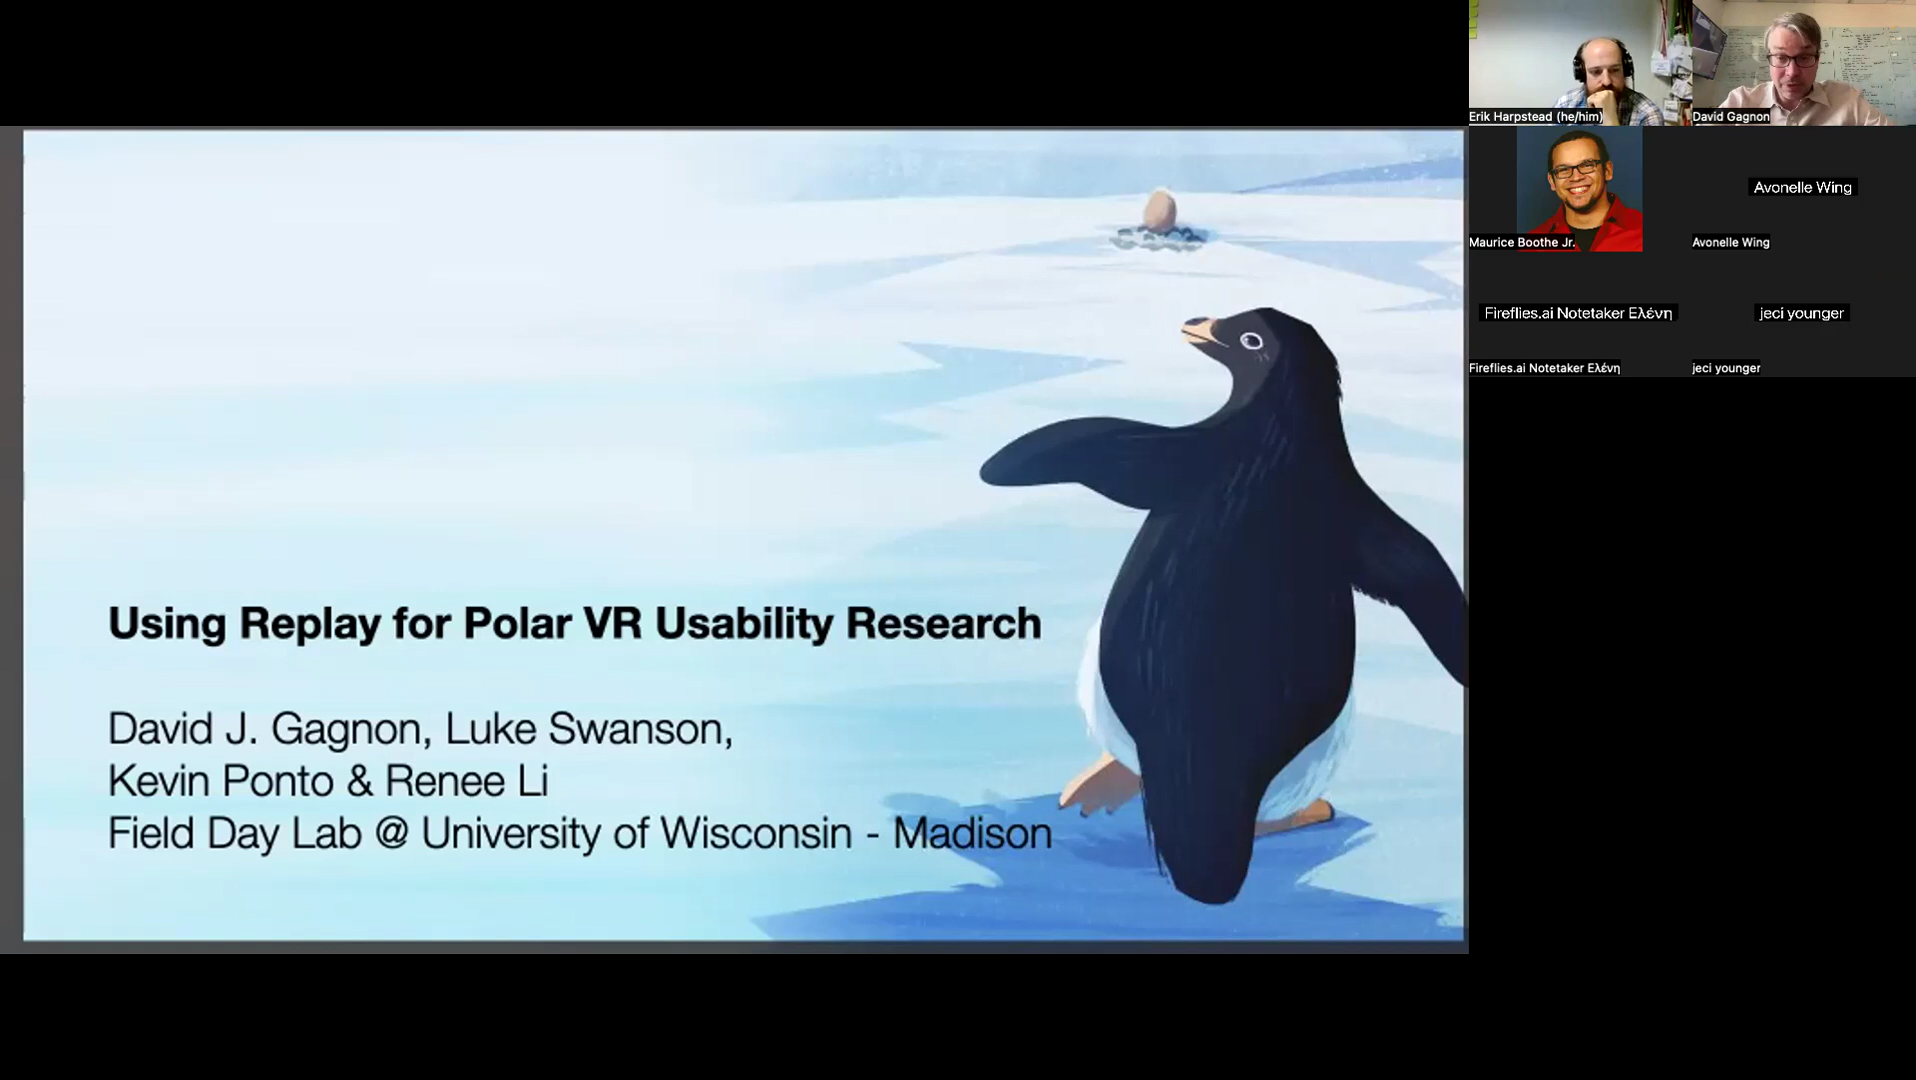 Using Replay for Polar VR Usability Research
David J. Gagnon, Luke Swanson,
Kevin Ponto & Renee Li
Field Day Lab @ University of Wisconsin - Madison
Erik Harpstead (he/him)
David Gagnon
Maurice Boothe Jr.
Avonelle Wing
Avonelle Wing
Fireflies.ai Notetaker Ελένη
jeci younger
Fireflies.ai Notetaker Ελένη
jeci younger